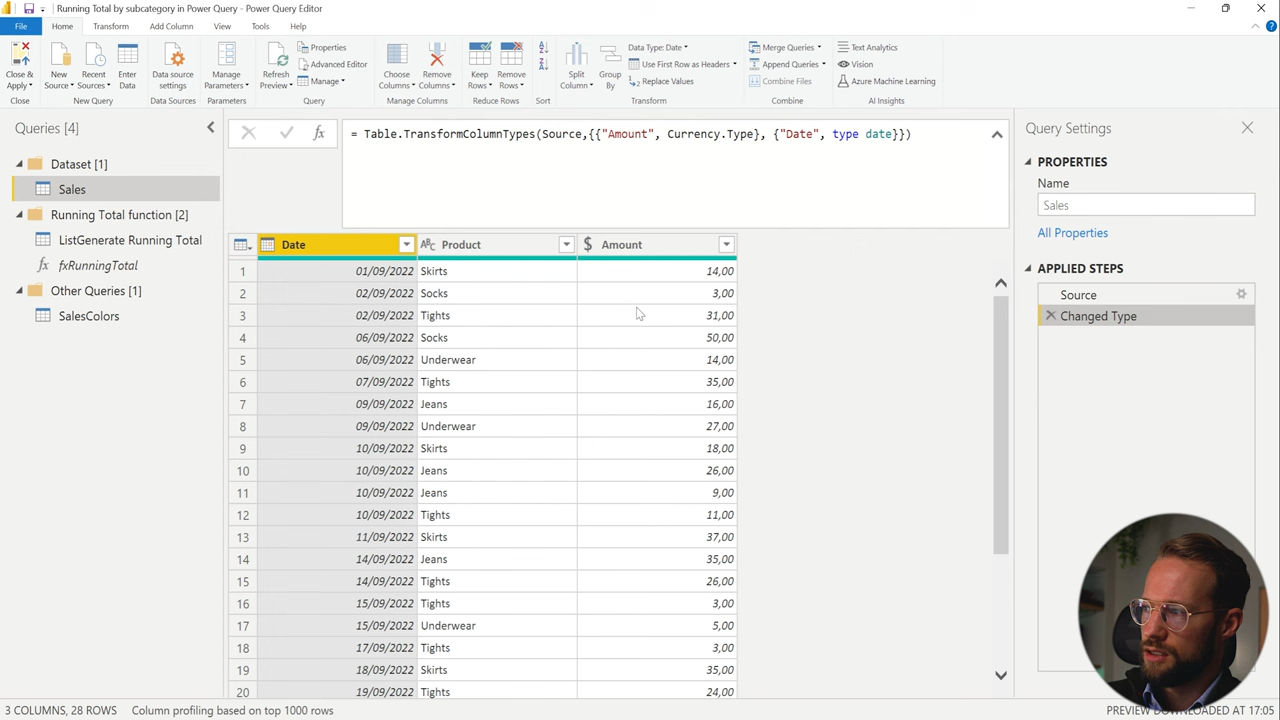 Running Total by subcategory in Power Query - Power Query Editor
File Home Transform Add Column View Tools Help
Close & Apply
New Source
Recent Sources
Enter Data
Data source settings
Manage Parameters
Refresh Preview
Properties
Advanced Editor
Manage
Choose Columns
Remove Columns
Keep Rows
Remove Rows
Split Column
Group By
Data Type: Date
Use First Row as Headers
Replace Values
Merge Queries
Append Queries
Combine Files
Text Analytics
Vision
Azure Machine Learning
Close New Query Data Sources Parameters Query Manage Columns Reduce Rows Sort Transform Combine AI Insights
Queries [4]
Dataset [1]
Sales
Running Total function [2]
ListGenerate Running Total
fxRunningTotal
Other Queries [1]
SalesColors
fx = Table.TransformColumnTypes(Source,{{"Amount", Currency.Type}, {"Date", type date}})
Date ABC Product $ Amount
1 01/09/2022 Skirts 14,00
2 02/09/2022 Socks 3,00
3 02/09/2022 Tights 31,00
4 06/09/2022 Socks 50,00
5 06/09/2022 Underwear 14,00
6 07/09/2022 Tights 35,00
7 09/09/2022 Jeans 16,00
8 09/09/2022 Underwear 27,00
9 10/09/2022 Skirts 18,00
10 10/09/2022 Jeans 26,00
11 10/09/2022 Jeans 9,00
12 10/09/2022 Tights 11,00
13 11/09/2022 Skirts 37,00
14 14/09/2022 Jeans 35,00
15 14/09/2022 Tights 26,00
16 15/09/2022 Tights 3,00
17 15/09/2022 Underwear 5,00
18 17/09/2022 Tights 3,00
19 18/09/2022 Skirts 35,00
20 19/09/2022 Tights 24,00
Query Settings
PROPERTIES
Name
Sales
All Properties
APPLIED STEPS
Source
Changed Type
3 COLUMNS, 28 ROWS Column profiling based on top 1000 rows
PREVIEW DOWNLOADED AT 17:05